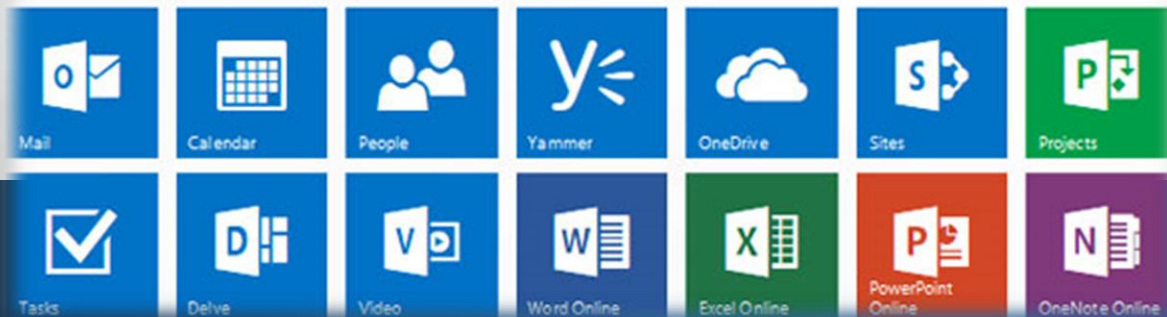 Mail
Calendar
People
Yammer
OneDrive
Sites
Projects
Tasks
Delve
Video
Word Online
Excel Online
PowerPoint
Online
OneNote Online